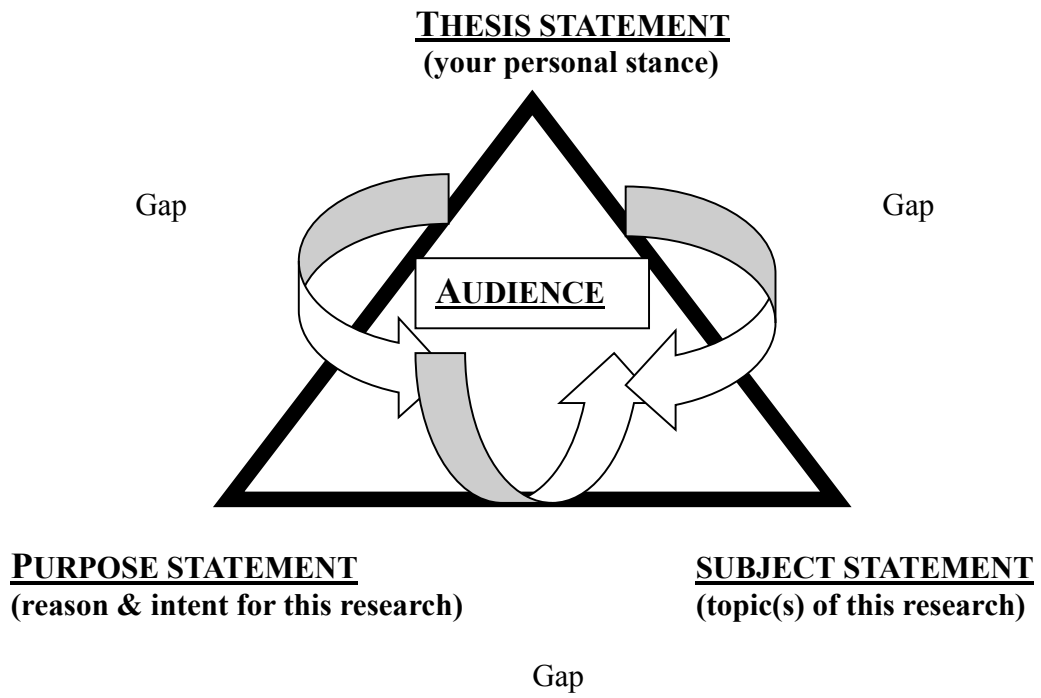 THESIS STATEMENT
(your personal stance)
Gap
Gap
AUDIENCE
PURPOSE STATEMENT
(reason & intent for this research)
SUBJECT STATEMENT
(topic(s) of this research)
Gap